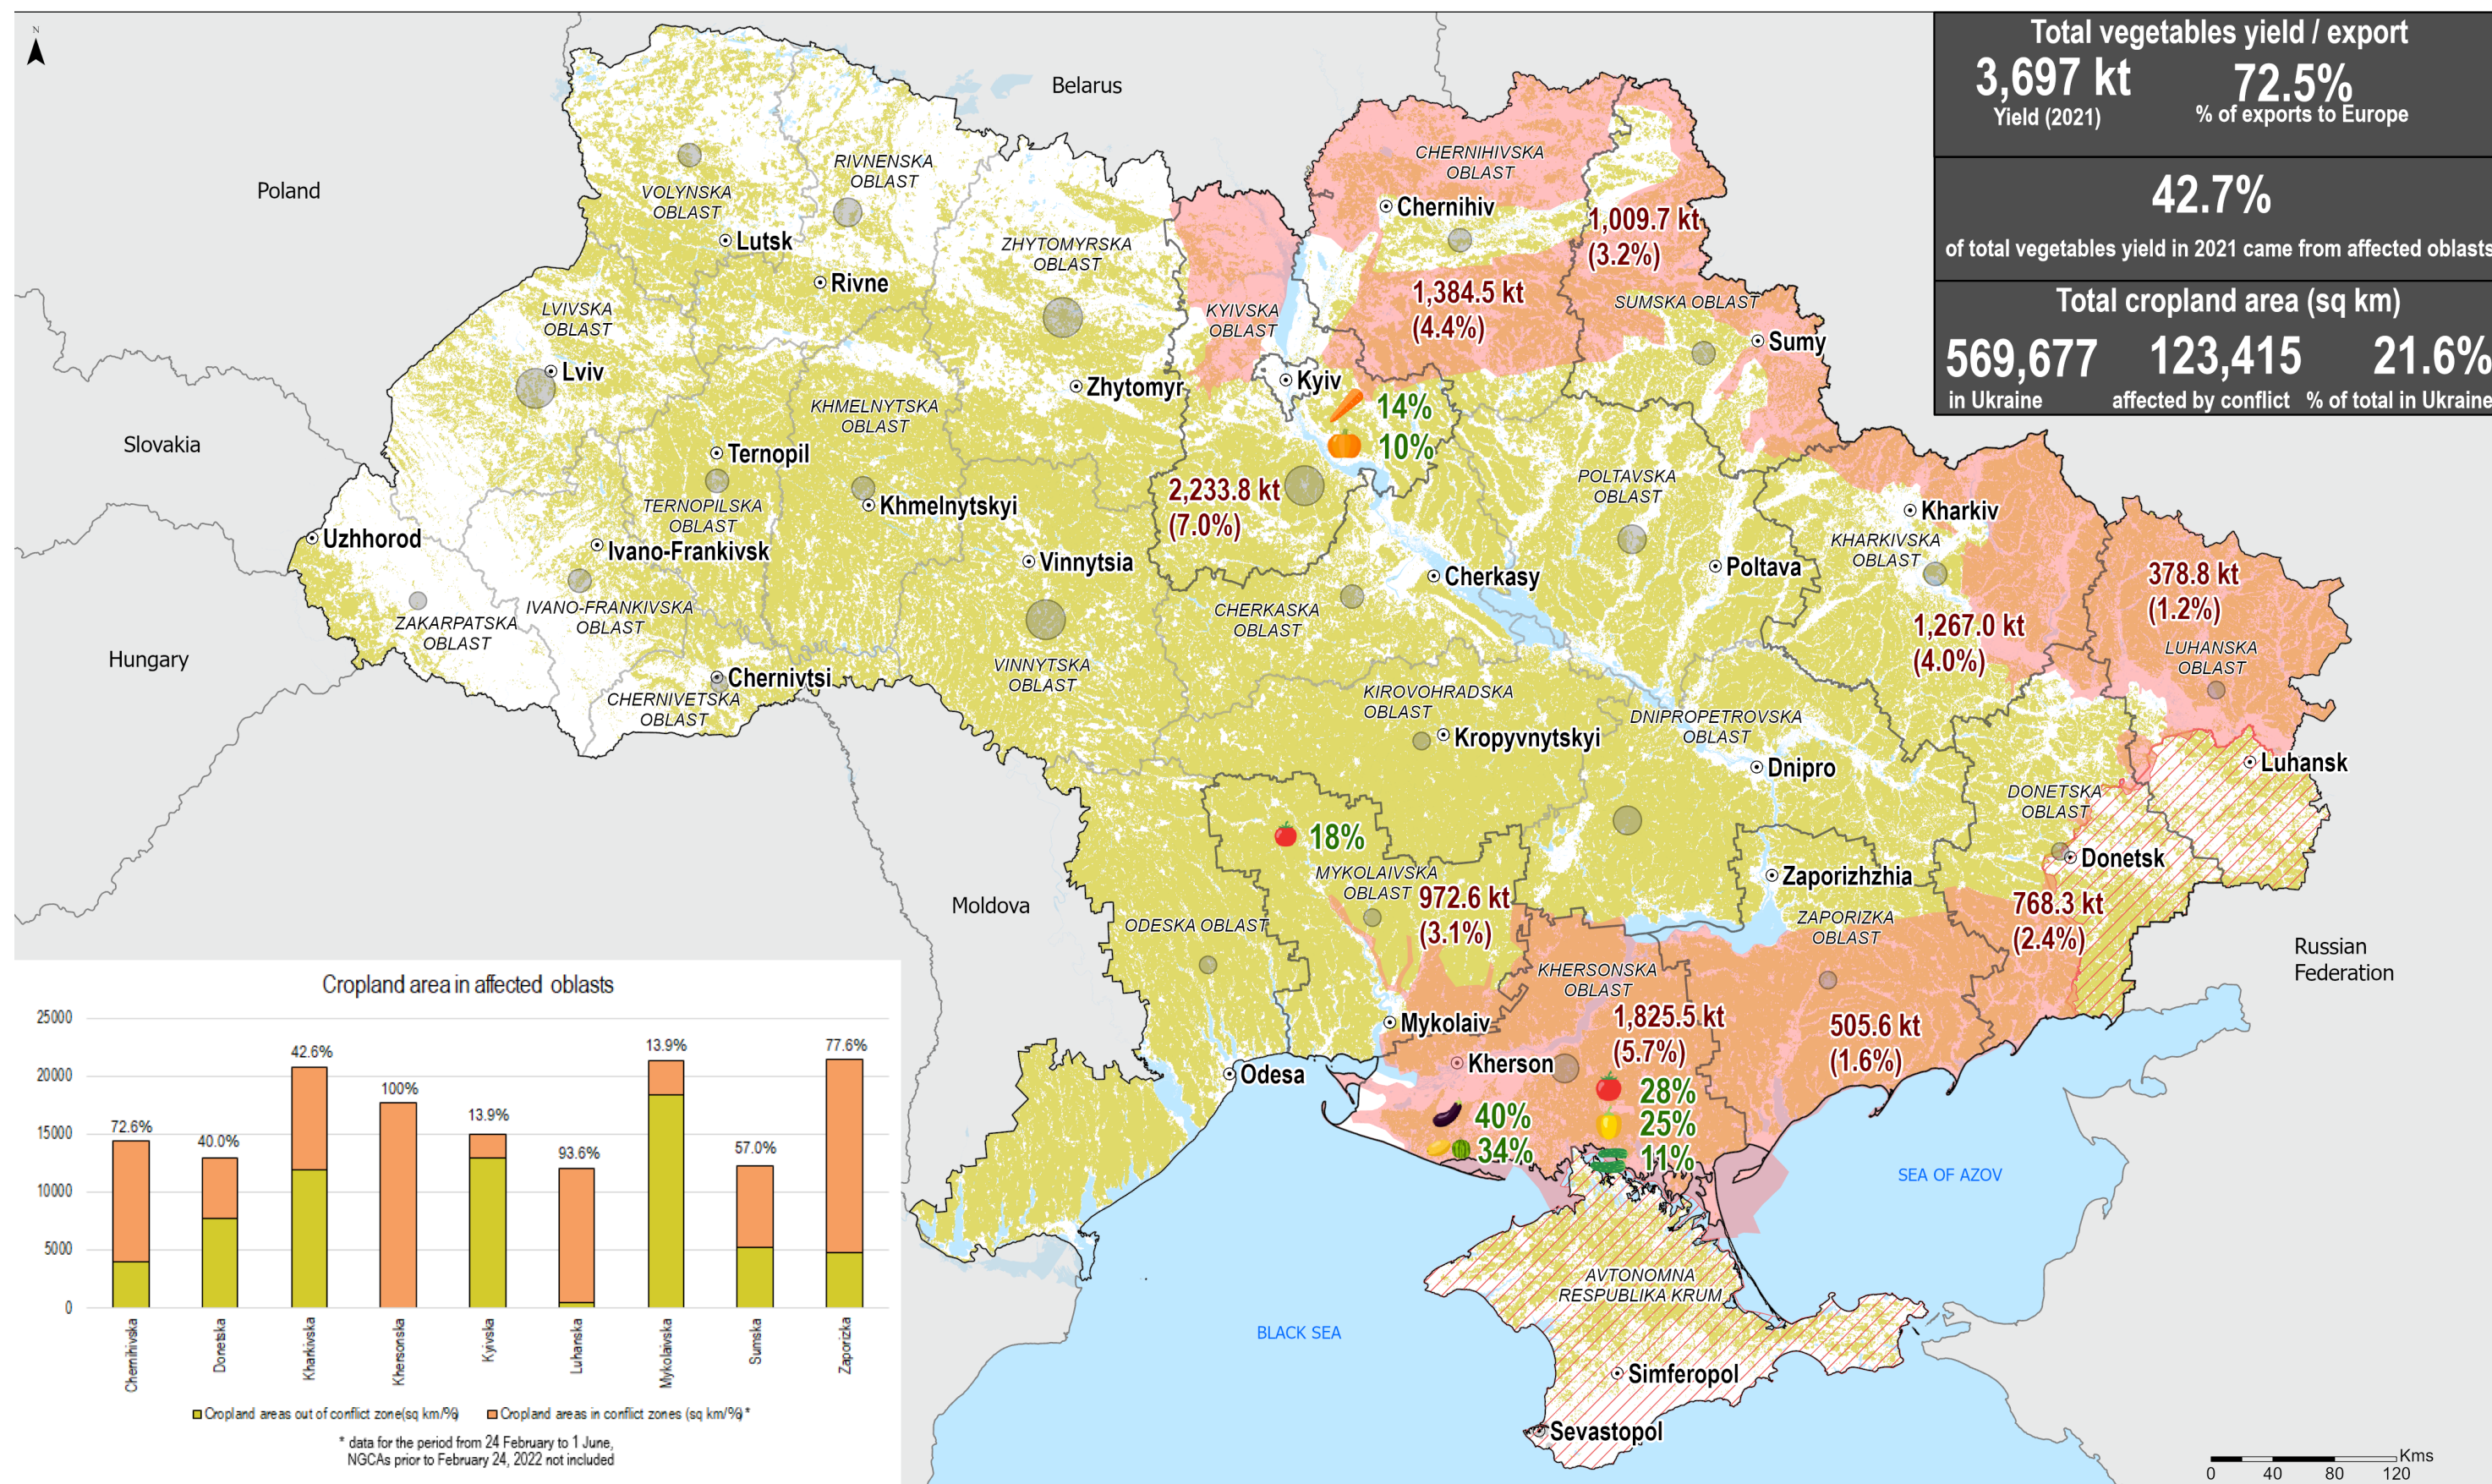 N
Belarus
Poland
Slovakia
Hungary
Moldova
Russian
Federation
SEA OF AZOV
BLACK SEA
Total vegetables yield / export
3,697 kt
72.5%
Yield (2021)
% of exports to Europe
42.7%
of total vegetables yield in 2021 came from affected oblasts
Total cropland area (sq km)
569,677
123,415
21.6%
in Ukraine
affected by conflict
% of total in Ukraine
VOLYNSKA
OBLAST
Lutsk
RIVNENSKA
OBLAST
Rivne
ZHYTOMYRSKA
OBLAST
Zhytomyr
KYIVSKA
OBLAST
Kyiv
14%
10%
2,233.8 kt
(7.0%)
CHERNIHIVSKA
OBLAST
Chernihiv
1,384.5 kt
(4.4%)
1,009.7 kt
(3.2%)
SUMSKA OBLAST
Sumy
LVIVSKA
OBLAST
Lviv
KHMELNYTSKA
OBLAST
Khmelnytskyi
Ternopil
TERNOPILSKA
OBLAST
Uzhhorod
ZAKARPATSKA
OBLAST
Ivano-Frankivsk
IVANO-FRANKIVSKA
OBLAST
Chernivtsi
CHERNIVETSKA
OBLAST
Vinnytsia
VINNYTSKA
OBLAST
Cherkasy
CHERKASKA
OBLAST
POLTAVSKA
OBLAST
Poltava
Kharkiv
KHARKIVSKA
OBLAST
1,267.0 kt
(4.0%)
378.8 kt
(1.2%)
LUHANSKA
OBLAST
Luhansk
KIROVOHRADSKA
OBLAST
Kropyvnytskyi
DNIPROPETROVSKA
OBLAST
Dnipro
DONETSKA
OBLAST
Donetsk
768.3 kt
(2.4%)
18%
MYKOLAIVSKA
OBLAST
972.6 kt
(3.1%)
Mykolaiv
ODESKA OBLAST
Odesa
Zaporizhzhia
ZAPORIZKA
OBLAST
505.6 kt
(1.6%)
KHERSONSKA
OBLAST
1,825.5 kt
(5.7%)
Kherson
28%
40%
25%
34%
11%
AVTONOMNA
RESPUBLIKA KRUM
Simferopol
Sevastopol
Cropland area in affected oblasts
25000
20000
15000
10000
5000
0
72.6%
40.0%
42.6%
100%
13.9%
93.6%
13.9%
57.0%
77.6%
Chernihivska
Donetska
Kharkivska
Khersonska
Kyivska
Luhanska
Mykolaivska
Sumska
Zaporizka
Cropland areas out of conflict zone(sq km/%)
Cropland areas in conflict zones (sq km/%) *
* data for the period from 24 February to 1 June,
NGCAs prior to February 24, 2022 not included
Kms
0 40 80 120